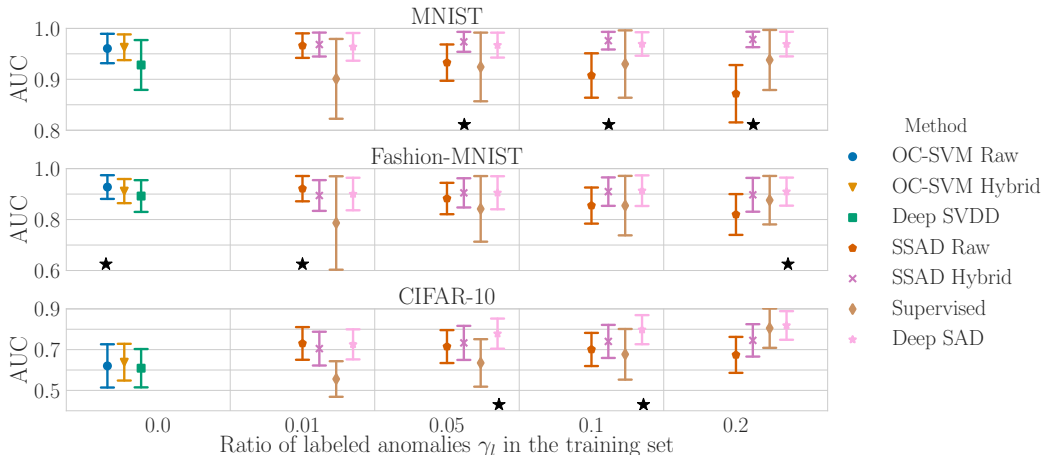 MNIST
1.0
0.9
0.8
AUC
Fashion-MNIST
1.0
0.8
0.6
AUC
CIFAR-10
0.9
0.7
0.5
AUC
0.0 0.01 0.05 0.1 0.2
Ratio of labeled anomalies γl in the training set
Method
OC-SVM Raw
OC-SVM Hybrid
Deep SVDD
SSAD Raw
SSAD Hybrid
Supervised
Deep SAD